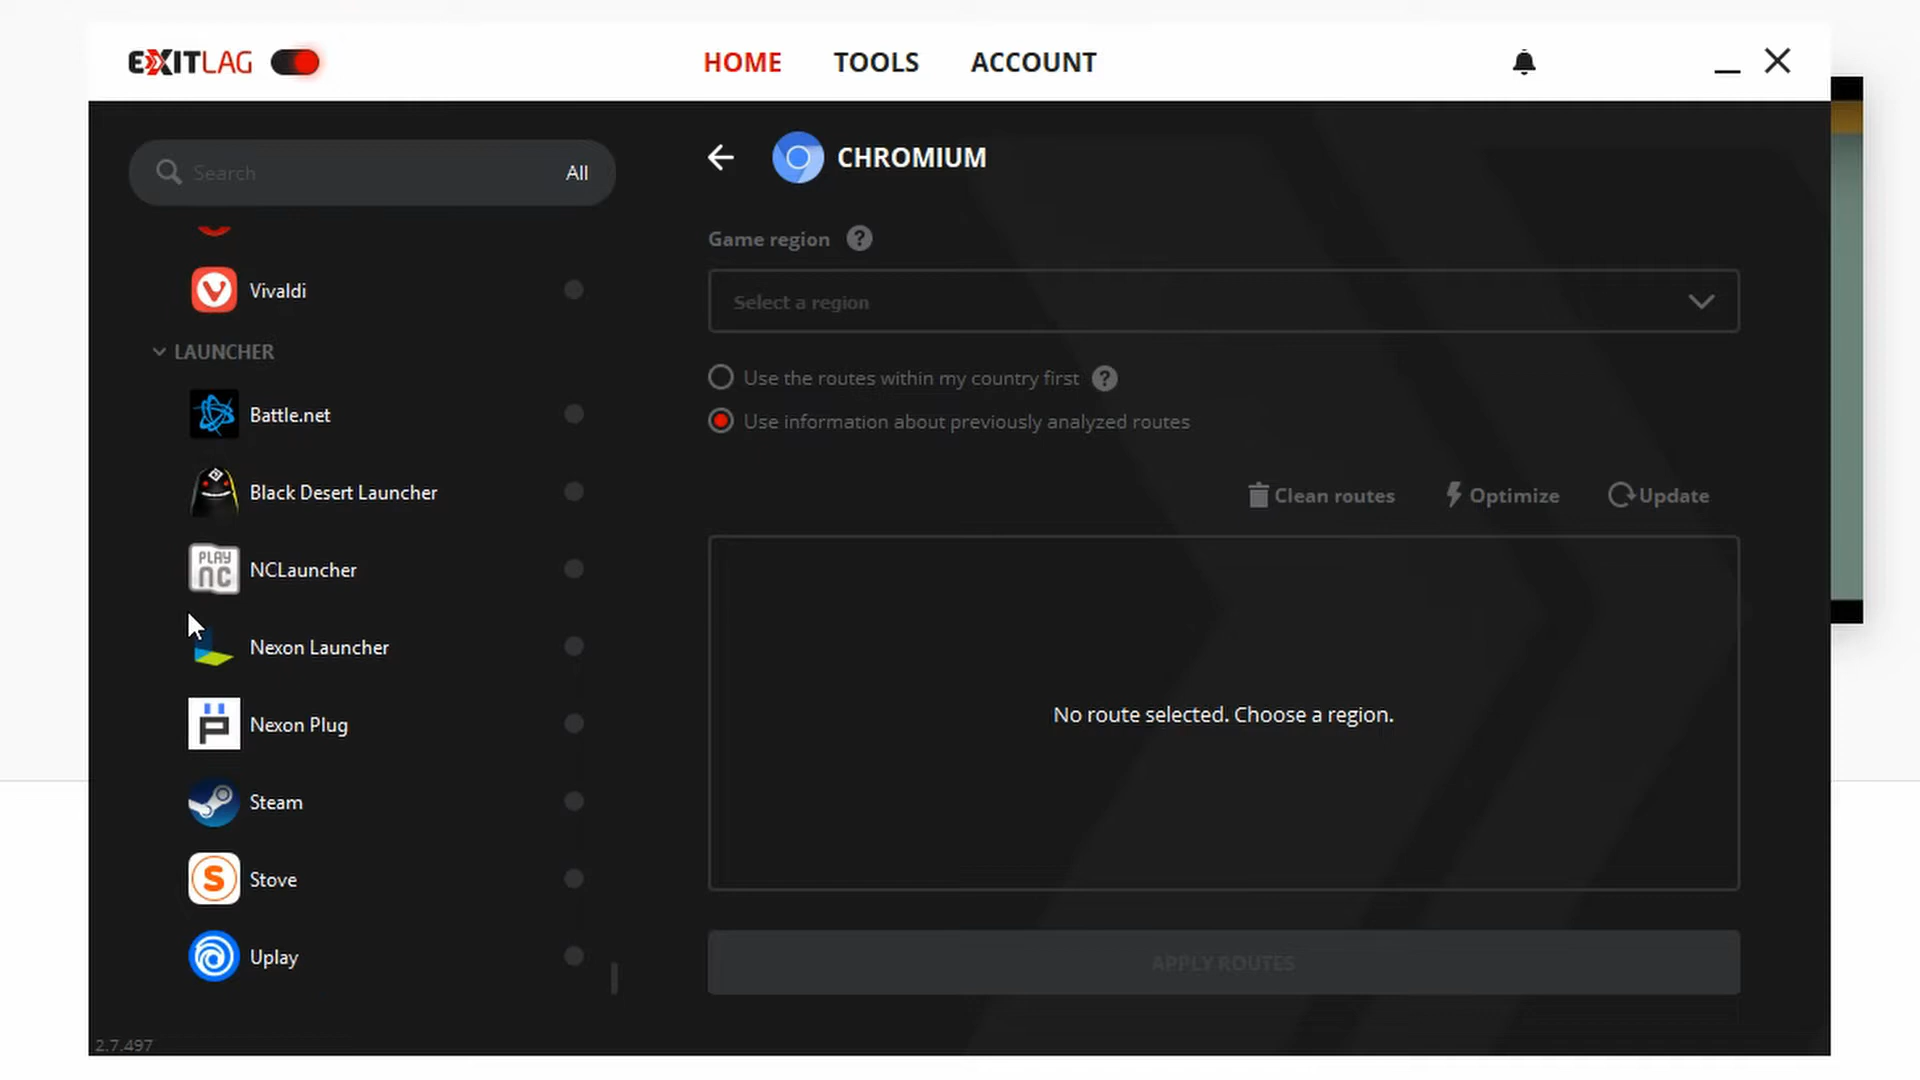 EXITLAG
HOME
TOOLS
ACCOUNT
Search
All
CHROMIUM
Game region ?
Select a region
Use the routes within my country first ?
Use information about previously analyzed routes
Clean routes
Optimize
Update
No route selected. Choose a region.
APPLY ROUTES
Vivaldi
LAUNCHER
Battle.net
Black Desert Launcher
PLAY
NC
NCLauncher
Nexon Launcher
Nexon Plug
Steam
S
Stove
Uplay
2.7.497